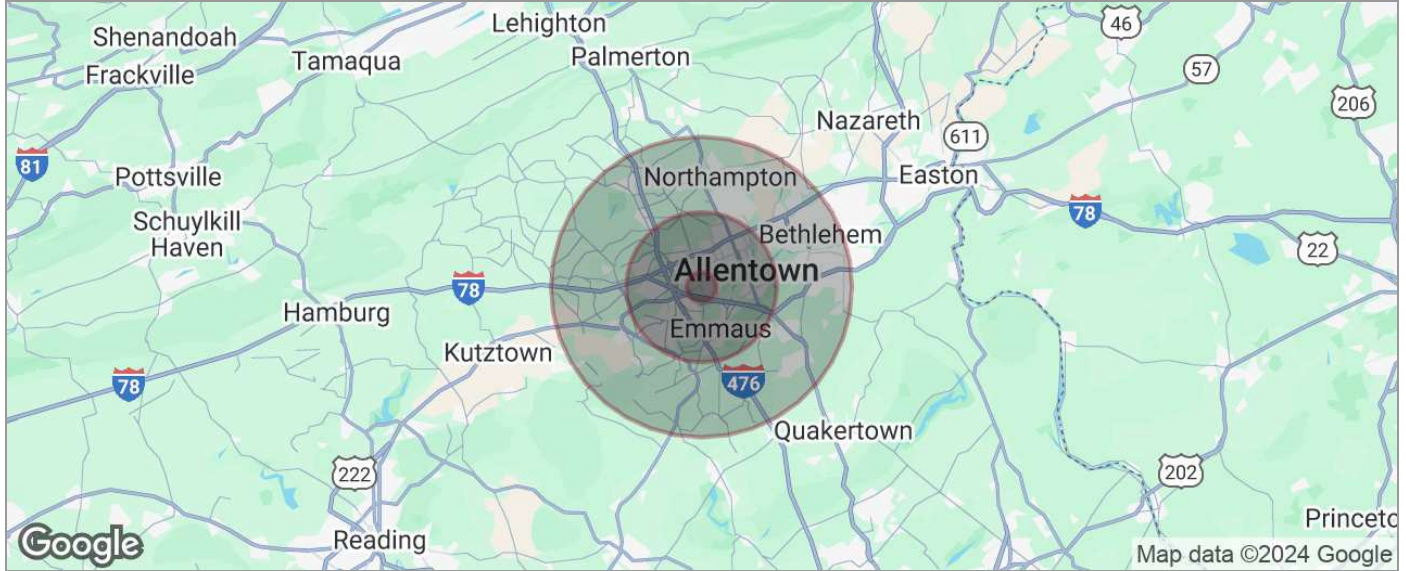 Lehighton
46
Shenandoah
Palmerton
Tamaqua
57
Frackville
206
Nazareth
611
81
Easton
Pottsville
Northampton
78
Schuylkill
Haven
Bethlehem
22
Allentown
78
Hamburg
Emmaus
Kutztown
78
476
Quakertown
222
202
Princeto
Reading
Google
Map data ©2024 Google